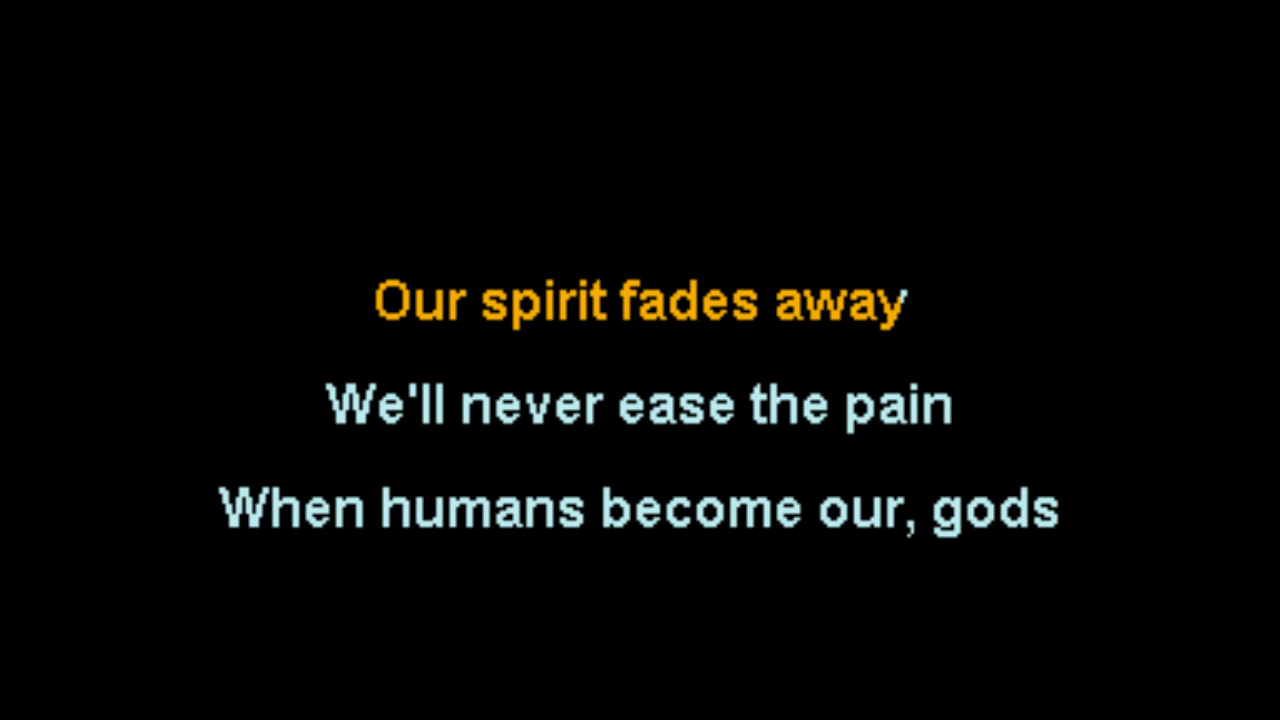 Our spirit fades away
We'll never ease the pain
When humans become our, gods